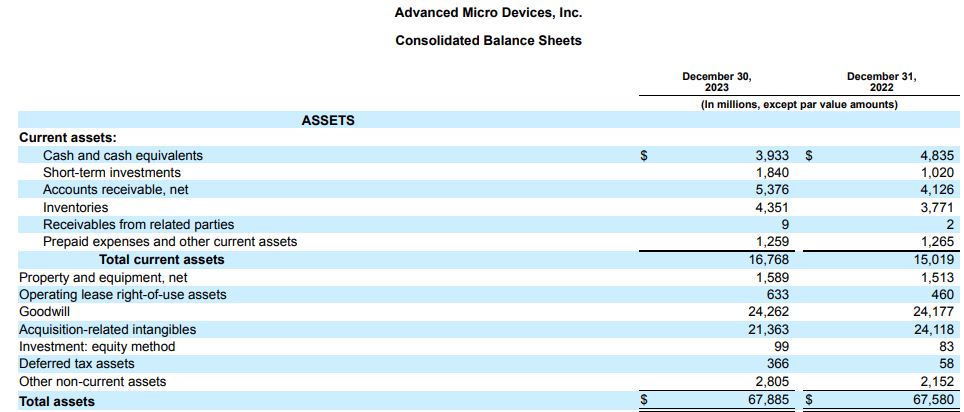 Advanced Micro Devices, Inc.
Consolidated Balance Sheets
December 30, 2023 December 31, 2022
(In millions, except par value amounts)
ASSETS
Current assets:
Cash and cash equivalents $ 3,933 $ 4,835
Short-term investments 1,840 1,020
Accounts receivable, net 5,376 4,126
Inventories 4,351 3,771
Receivables from related parties 9 2
Prepaid expenses and other current assets 1,259 1,265
Total current assets 16,768 15,019
Property and equipment, net 1,589 1,513
Operating lease right-of-use assets 633 460
Goodwill 24,262 24,177
Acquisition-related intangibles 21,363 24,118
Investment: equity method 99 83
Deferred tax assets 366 58
Other non-current assets 2,805 2,152
Total assets $ 67,885 $ 67,580